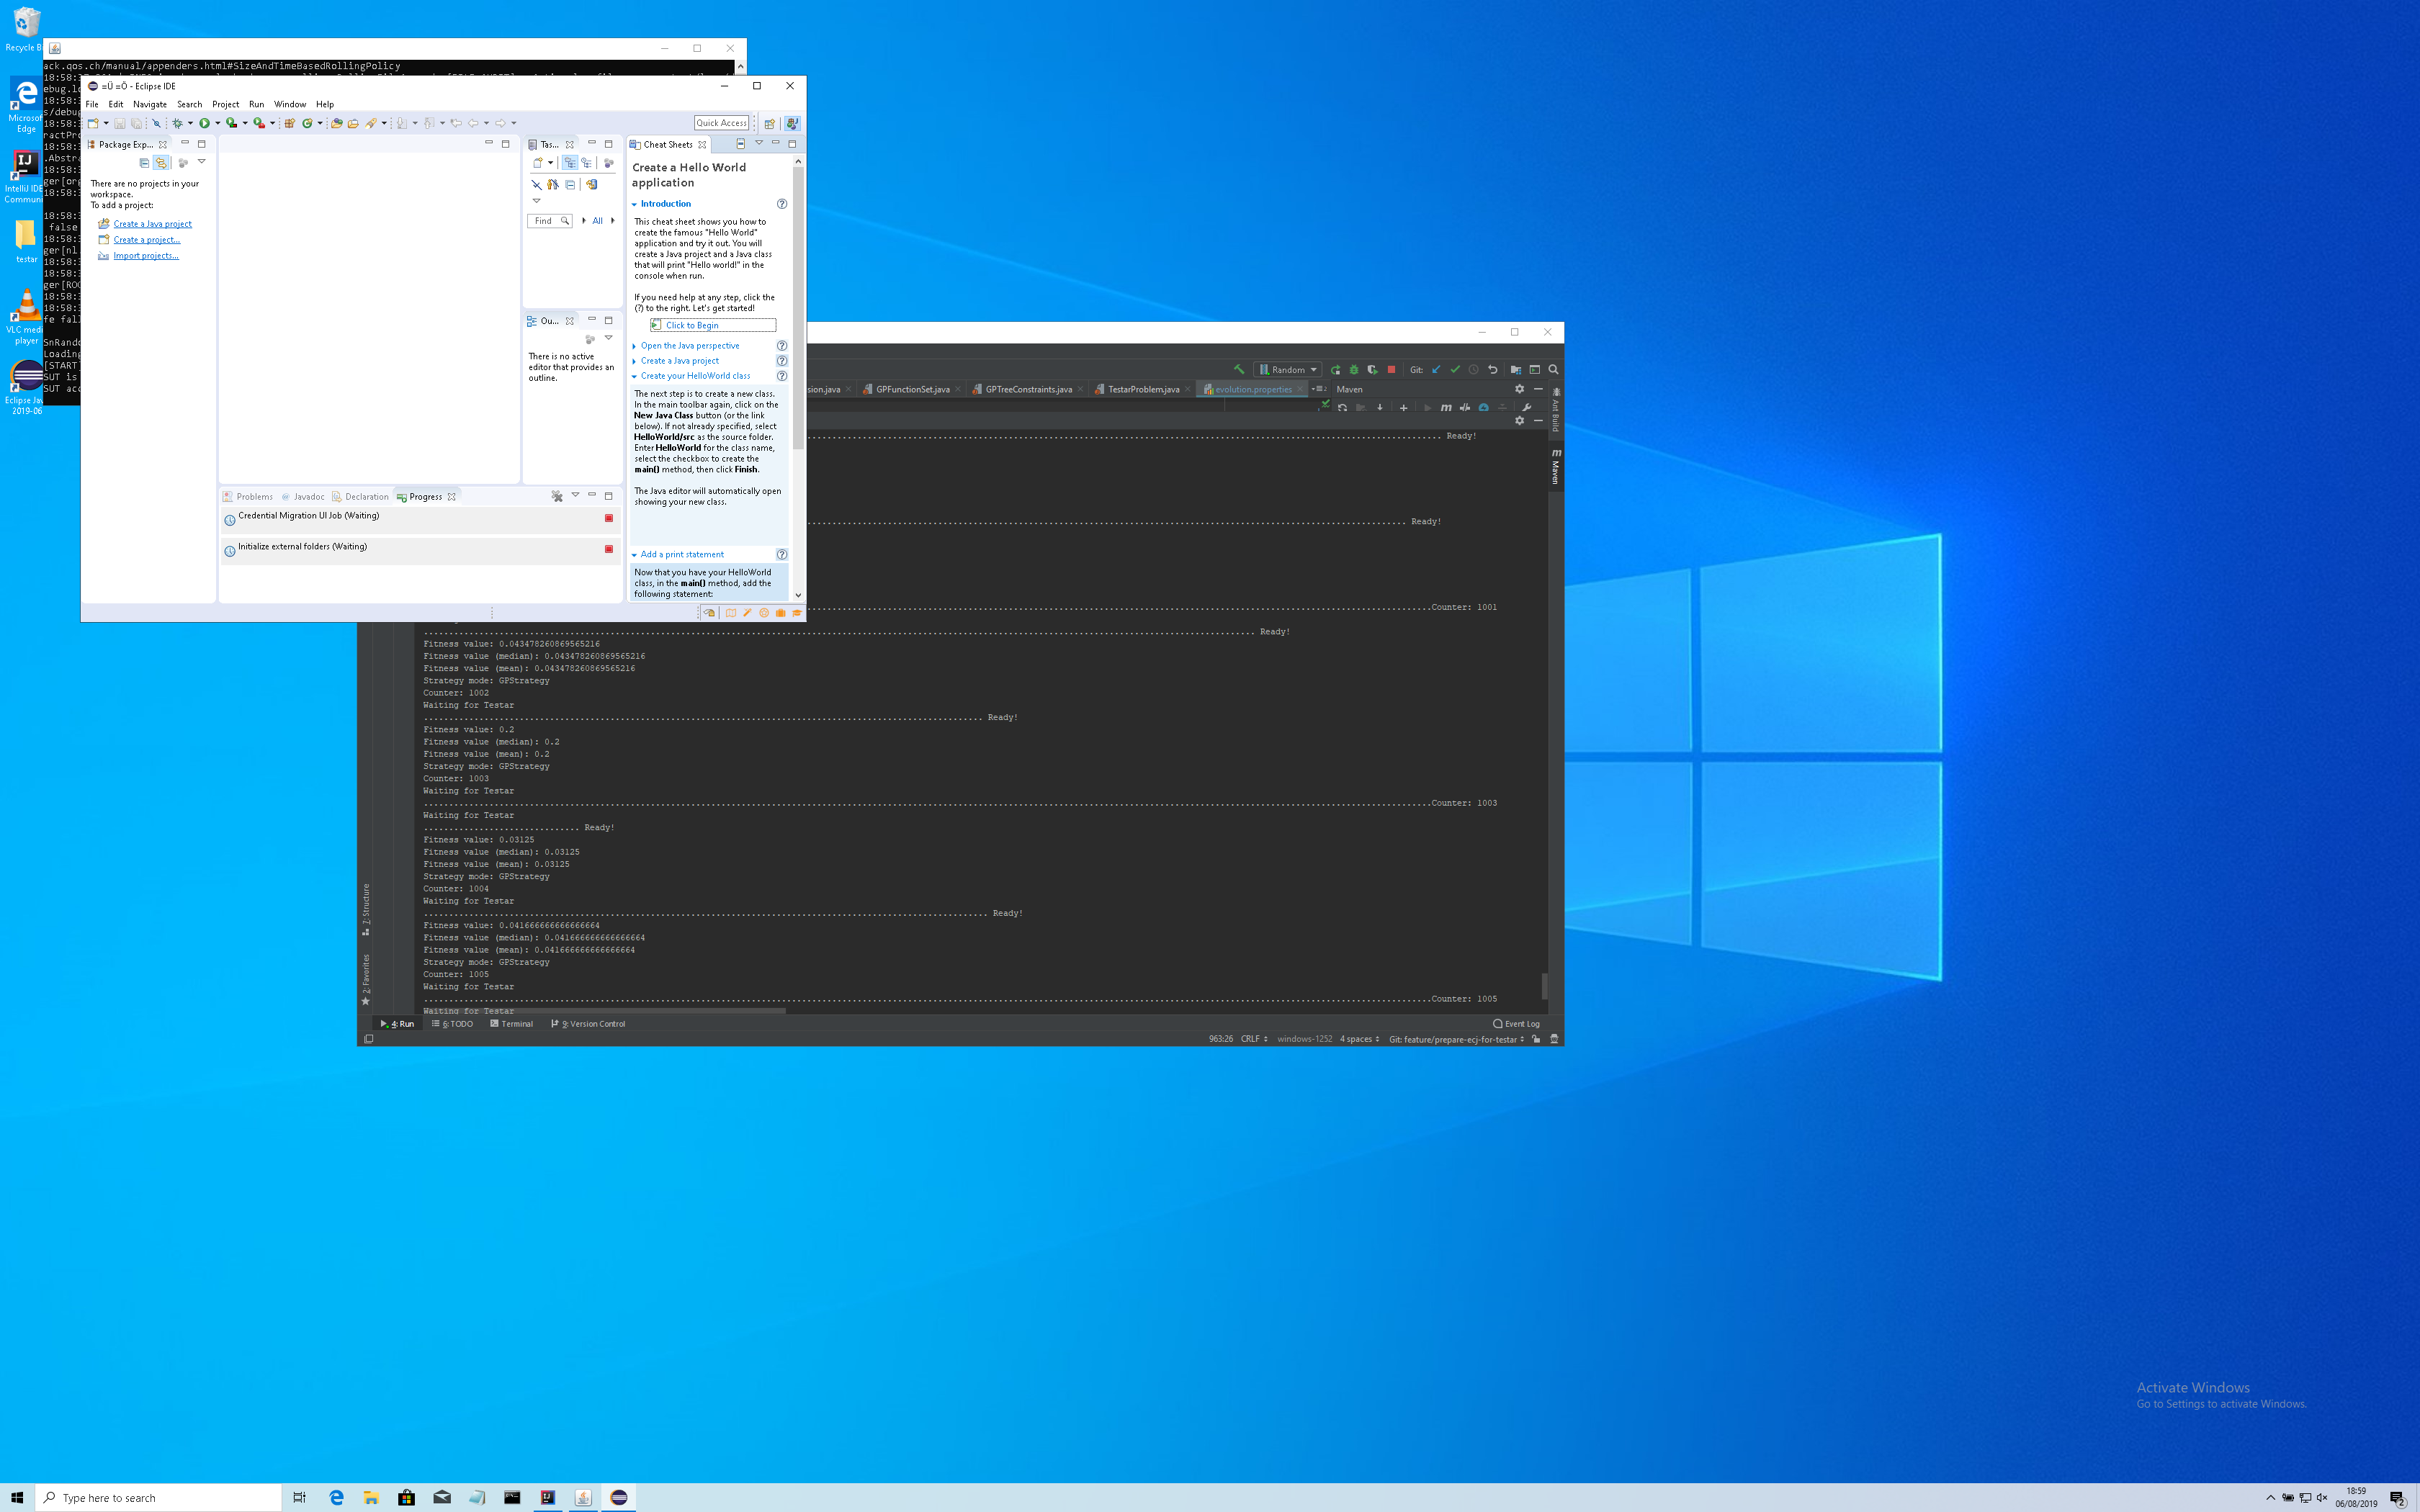 Recycle B
Microsof
Edge
IntelliJ IDE
Commun
testar
VLC medi
player
Eclipse Jav
2019-06
ack.qos.ch/manual/appenders.html#SizeAndTimeBasedRollingPolicy
18:58:3
ebug.lo
18:58:3
s/debug
18:58:3
ractPr
18:58:3
.Abstra
18:58:3
ger[org
18:58:3
18:58:3
false
18:58:3
ger[nl.
18:58:3
18:58:3
ger[ROO
18:58:3
18:58:3
fe fall
SnRando
Loading
[START]
SUT is
SUT acc
=Ü =Ö - Eclipse IDE
File Edit Navigate Search Project Run Window Help
Quick Access
Package Exp...
There are no projects in your
workspace.
To add a project:
Create a Java project
Create a project...
Import projects...
Tas...
Find
All
Ou...
There is no active
editor that provides an
outline.
Cheat Sheets
Create a Hello World
application
Introduction
This cheat sheet shows you how to
create the famous "Hello World"
application and try it out. You will
create a Java project and a Java class
that will print "Hello world!" in the
console when run.
If you need help at any step, click the
(?) to the right. Let's get started!
Click to Begin
Open the Java perspective
Create a Java project
Create your HelloWorld class
The next step is to create a new class.
In the main toolbar again, click on the
New Java Class button (or the link
below). If not already specified, select
HelloWorld/src as the source folder.
Enter HelloWorld for the class name,
select the checkbox to create the
main() method, then click Finish.
The Java editor will automatically open
showing your new class.
Add a print statement
Now that you have your HelloWorld
class, in the main() method, add the
following statement:
Problems Javadoc Declaration Progress
Credential Migration UI Job (Waiting)
Initialize external folders (Waiting)
Random
Git:
sion.java GPFunctionSet.java GPTreeConstraints.java TestarProblem.java evolution.properties
Maven
Ant Build
Maven
Ready!
Ready!
Counter: 1001
Ready!
Fitness value: 0.043478260869565216
Fitness value (median): 0.043478260869565216
Fitness value (mean): 0.043478260869565216
Strategy mode: GPStrategy
Counter: 1002
Waiting for Testar
Ready!
Fitness value: 0.2
Fitness value (median): 0.2
Fitness value (mean): 0.2
Strategy mode: GPStrategy
Counter: 1003
Waiting for Testar
Counter: 1003
Waiting for Testar
Ready!
Fitness value: 0.03125
Fitness value (median): 0.03125
Fitness value (mean): 0.03125
Strategy mode: GPStrategy
Counter: 1004
Waiting for Testar
Ready!
Fitness value: 0.041666666666666664
Fitness value (median): 0.041666666666666664
Fitness value (mean): 0.041666666666666664
Strategy mode: GPStrategy
Counter: 1005
Waiting for Testar
Counter: 1005
Waiting for Testar
7: Structure
2: Favorites
4: Run 6: TODO Terminal 9: Version Control
Event Log
963:26 CRLF windows-1252 4 spaces Git: feature/prepare-ecj-for-testar
Activate Windows
Go to Settings to activate Windows.
Type here to search
18:59
06/08/2019
2